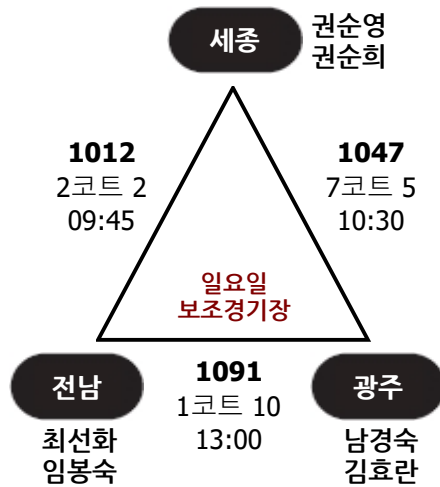 세종
권순영
권순희
1012
2코트 2
09:45
1047
7코트 5
10:30
일요일
보조경기장
전남
최선화
임봉숙
1091
1코트 10
13:00
광주
남경숙
김효란